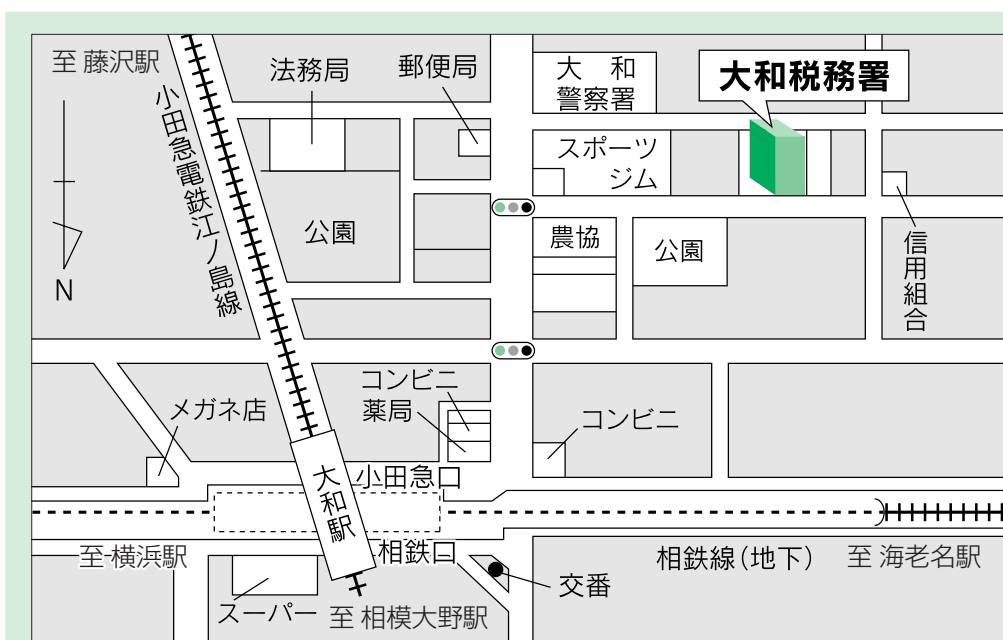 至 藤沢駅
小田急電鉄江ノ島線
法務局
郵便局
大 和
警察署
大和税務署
スポーツ
ジム
公園
農協
公園
信用組合
N
メガネ店
コンビニ
薬局
コンビニ
小田急口
大和駅
相鉄口
至 横浜駅
相鉄線（地下）
至 海老名駅
交番
スーパー
至 相模大野駅